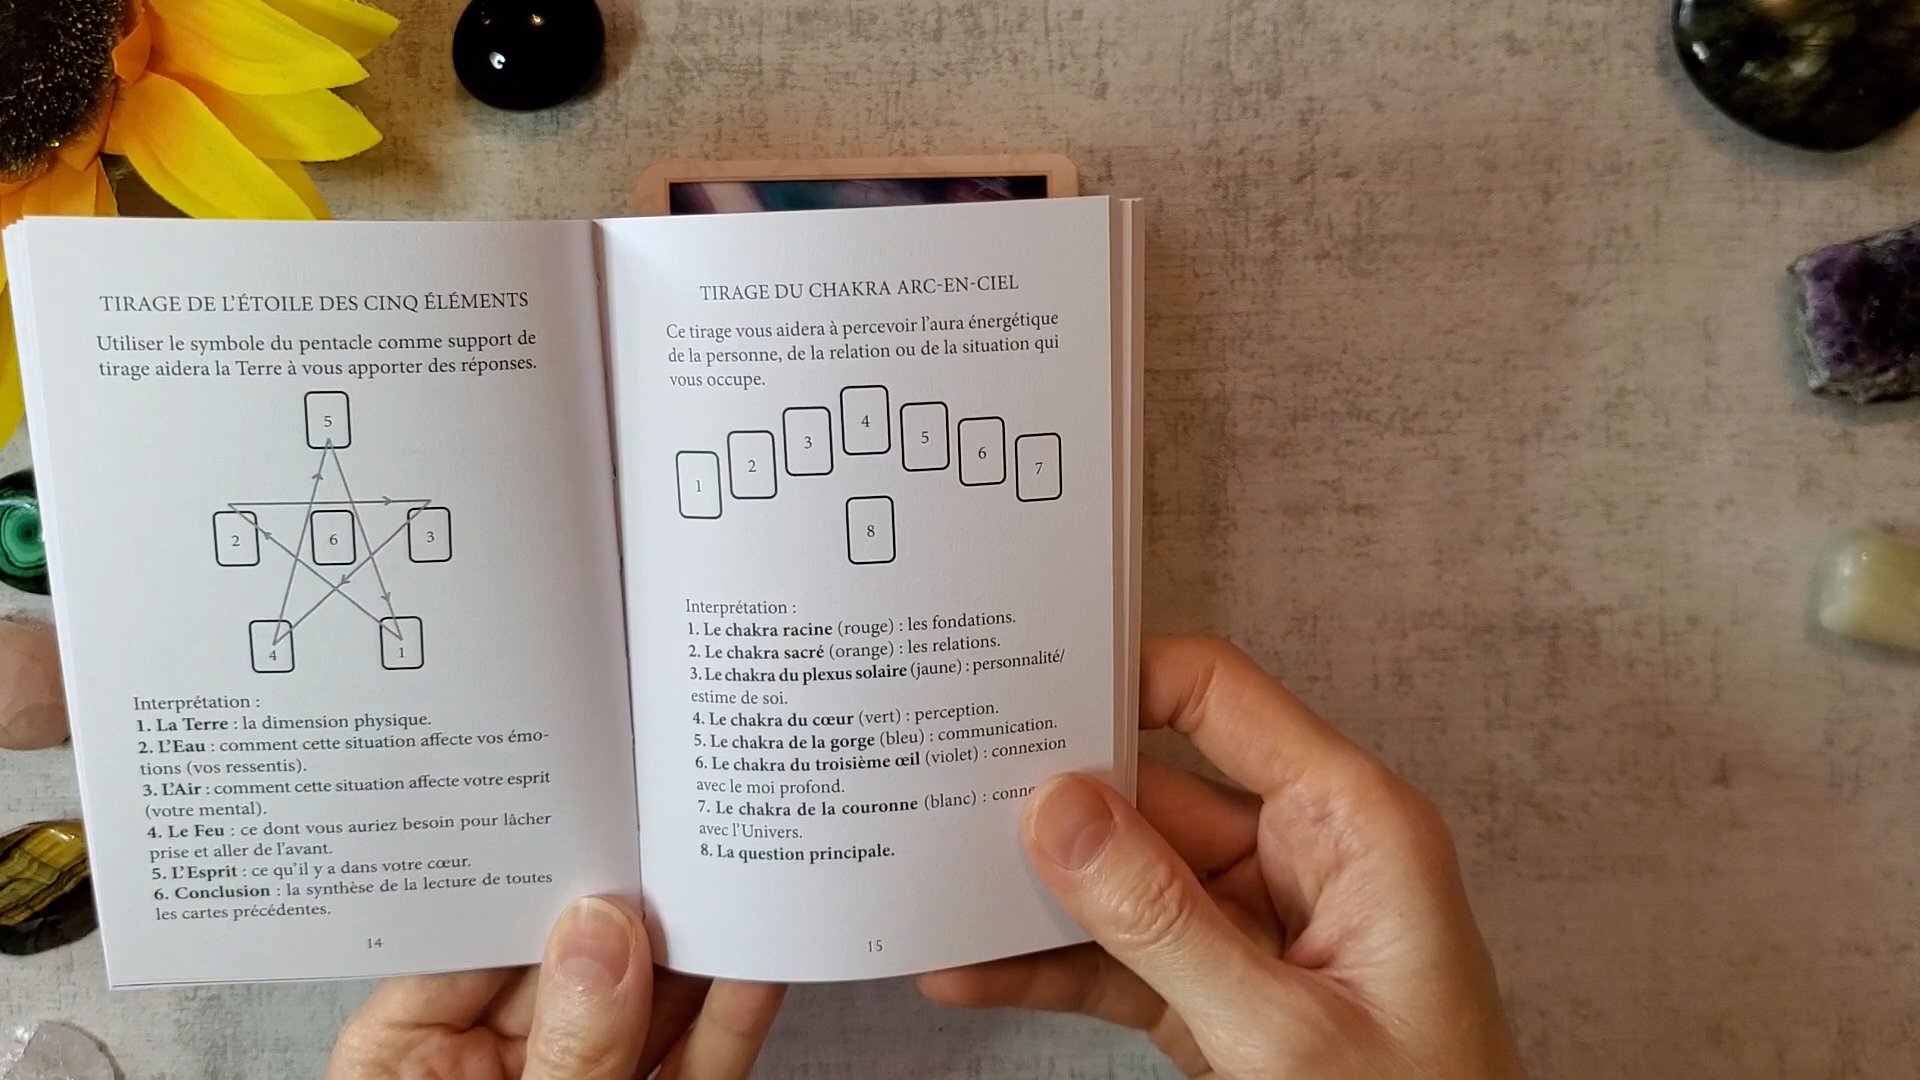 TIRAGE DE L'ÉTOILE DES CINQ ÉLÉMENTS
Utiliser le symbole du pentacle comme support de
tirage aidera la Terre à vous apporter des réponses.
5
2
6
3
4
1
Interprétation :
1. La Terre : la dimension physique.
2. L'Eau : comment cette situation affecte vos émo-
tions (vos ressentis).
3. L'Air : comment cette situation affecte votre esprit
(votre mental).
4. Le Feu : ce dont vous auriez besoin pour lâcher
prise et aller de l'avant.
5. L'Esprit : ce qu'il y a dans votre cœur.
6. Conclusion : la synthèse de la lecture de toutes
les cartes précédentes.
14
TIRAGE DU CHAKRA ARC-EN-CIEL
Ce tirage vous aidera à percevoir l'aura énergétique
de la personne, de la relation ou de la situation qui
vous occupe.
1
2
3
4
5
6
7
8
Interprétation :
1. Le chakra racine (rouge) : les fondations.
2. Le chakra sacré (orange) : les relations.
3. Le chakra du plexus solaire (jaune) : personnalité/
estime de soi.
4. Le chakra du cœur (vert) : perception.
5. Le chakra de la gorge (bleu) : communication.
6. Le chakra du troisième œil (violet) : connexion
avec le moi profond.
7. Le chakra de la couronne (blanc) :
avec l'Univers.
8. La question principale.
15